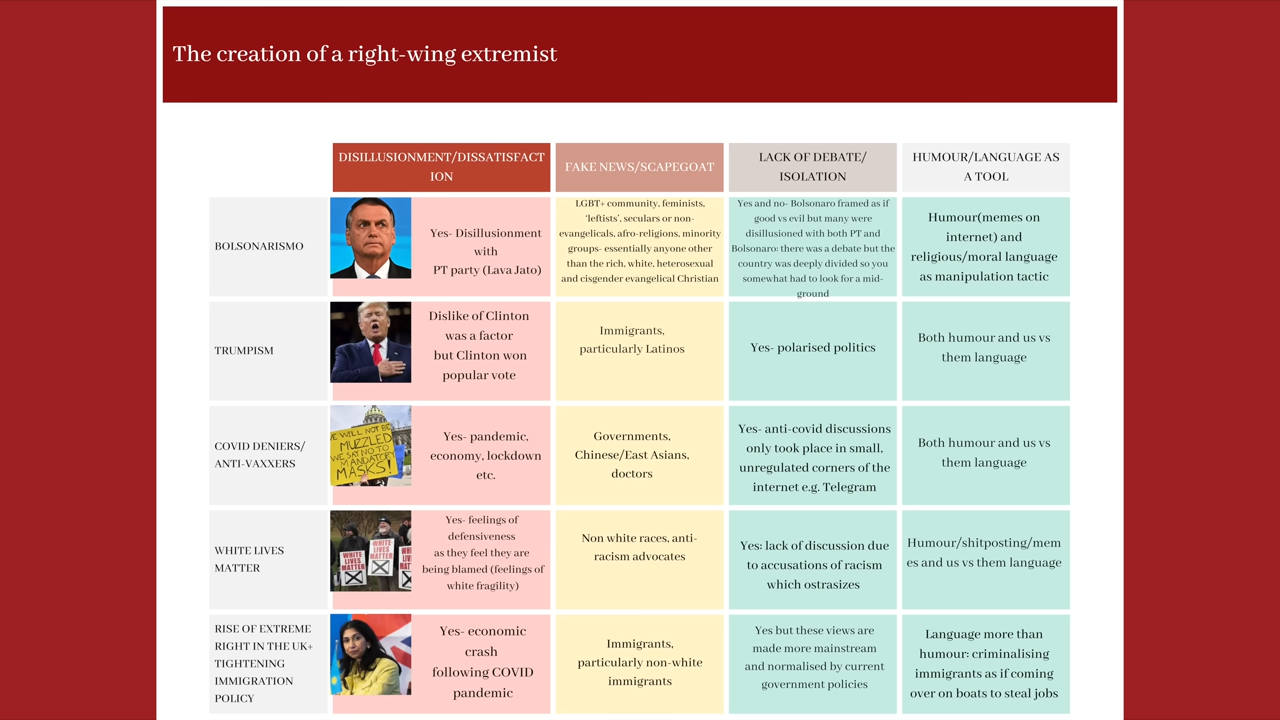 The creation of a right-wing extremist
DISILLUSIONMENT/DISSATISFACT
ION
FAKE NEWS/SCAPEGOAT
LACK OF DEBATE/
ISOLATION
HUMOUR/LANGUAGE AS
A TOOL
BOLSONARISMO
Yes- Disillusionment
with
PT party (Lava Jato)
LGBT+ community, feminists,
'leftists', seculars or non-
evangelicals, afro-religions, minority
groups- essentially anyone other
than the rich, white, heterosexual
and cisgender evangelical Christian
Yes and no- Bolsonaro framed as if
good vs evil but many were
disillusioned with both PT and
Bolsonaro: there was a debate but the
country was deeply divided so you
somewhat had to look for a mid-
ground
Humour(memes on
internet) and
religious/moral language
as manipulation tactic
TRUMPISM
Dislike of Clinton
was a factor
but Clinton won
popular vote
Immigrants,
particularly Latinos
Yes- polarised politics
Both humour and us vs
them language
COVID DENIERS/
ANTI-VAXXERS
WE WILL NOT BE
MUZZLED
WE SAY NO TO
MANDATORY
MASKS!
Yes- pandemic,
economy, lockdown
etc.
Governments,
Chinese/East Asians,
doctors
Yes- anti-covid discussions
only took place in small,
unregulated corners of the
internet e.g. Telegram
Both humour and us vs
them language
WHITE LIVES
MATTER
WHITE
LIVES
MATTER
WHITE
LIVES
MATTER
Yes- feelings of
defensiveness
as they feel they are
being blamed (feelings of
white fragility)
Non white races, anti-
racism advocates
Yes: lack of discussion due
to accusations of racism
which ostrasizes
Humour/shitposting/mem
es and us vs them language
RISE OF EXTREME
RIGHT IN THE UK+
TIGHTENING
IMMIGRATION
POLICY
Yes- economic
crash
following COVID
pandemic
Immigrants,
particularly non-white
immigrants
Yes but these views are
made more mainstream
and normalised by current
government policies
Language more than
humour: criminalising
immigrants as if coming
over on boats to steal jobs